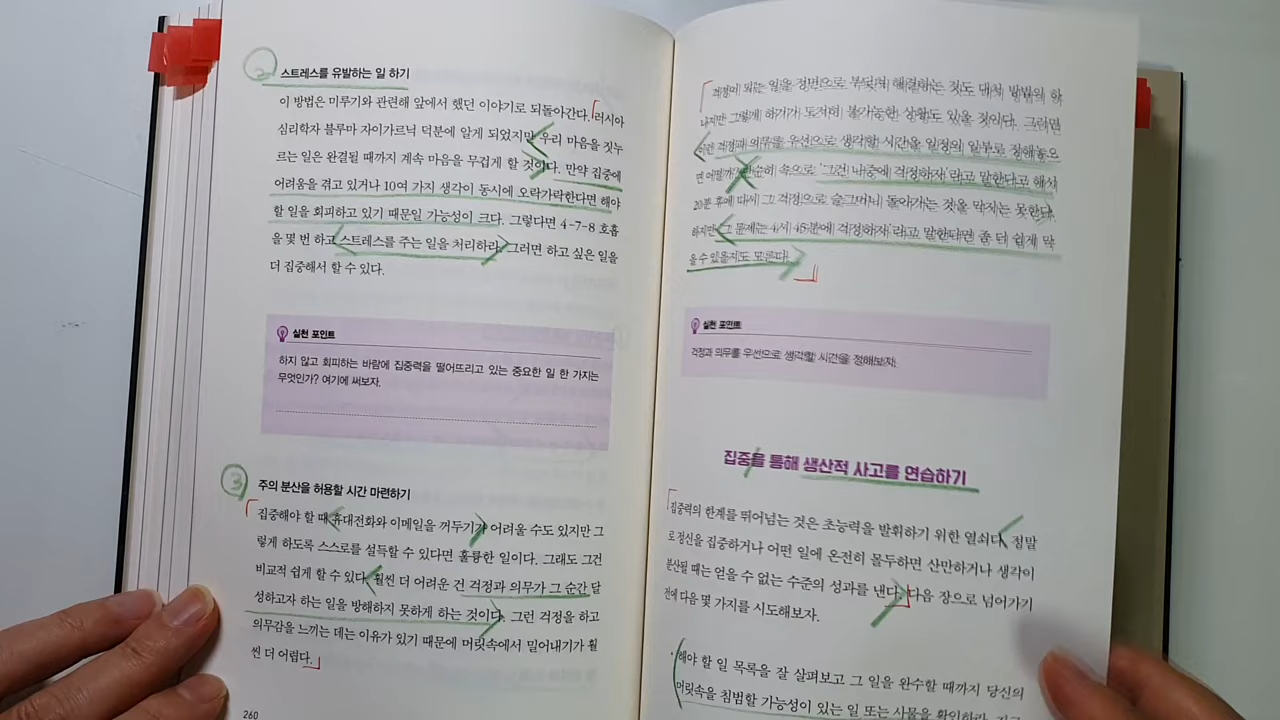 2
스트레스를 유발하는 일 하기
이 방법은 미루기와 관련해 앞에서 했던 이야기로 되돌아간다. 러시아
심리학자 블루마 자이가르닉 덕분에 알게 되었지만 우리 마음을 짓누
르는 일은 완결될 때까지 계속 마음을 무겁게 할 것이다. 만약 집중에
어려움을 겪고 있거나 10여 가지 생각이 동시에 오락가락한다면 해야
할 일을 회피하고 있기 때문일 가능성이 크다. 그렇다면 4-7-8 호흡
을 몇 번 하고 스트레스를 주는 일을 처리하라. 그러면 하고 싶은 일을
더 집중해서 할 수 있다.
실천 포인트
하지 않고 회피하는 바람에 집중력을 떨어뜨리고 있는 중요한 일 한 가지는
무엇인가? 여기에 써보자.
3
주의 분산을 허용할 시간 마련하기
집중해야 할 때 휴대전화와 이메일을 꺼두기가 어려울 수도 있지만 그
렇게 하도록 스스로를 설득할 수 있다면 훌륭한 일이다. 그래도 그건
비교적 쉽게 할 수 있다. 훨씬 더 어려운 건 걱정과 의무가 그 순간 달
성하고자 하는 일을 방해하지 못하게 하는 것이다. 그런 걱정을 하고
의무감을 느끼는 데는 이유가 있기 때문에 머릿속에서 밀어내기가 훨
씬 더 어렵다.
260
걱정이 되는 일을 정면으로 부딪혀 해결하는 것도 대처 방법의 하
나지만 그렇게 하기가 도저히 불가능한 상황도 있을 것이다. 그러면
이런 걱정과 의무를 우선으로 생각할 시간을 일정의 일부로 정해놓으
면 어떨까? 단순히 속으로 '그건 나중에 걱정하자'라고 말한다고 해서
20분 후에 다시 그 걱정으로 슬그머니 돌아가는 것을 막지는 못한다.
하지만 '그 문제는 4시 45분에 걱정하자'라고 말한다면 좀 더 쉽게 막
을 수 있을지도 모른다.
실천 포인트
걱정과 의무를 우선으로 생각할 시간을 정해보자.
집중을 통해 생산적 사고를 연습하기
집중력의 한계를 뛰어넘는 것은 초능력을 발휘하기 위한 열쇠다. 정말
로 정신을 집중하거나 어떤 일에 온전히 몰두하면 산만하거나 생각이
분산될 때는 얻을 수 없는 수준의 성과를 낸다. 다음 장으로 넘어가기
전에 다음 몇 가지를 시도해보자.
· 해야 할 일 목록을 잘 살펴보고 그 일을 완수할 때까지 당신의
머릿속을 침범할 가능성이 있는 일 또는 사물을 확인하라.